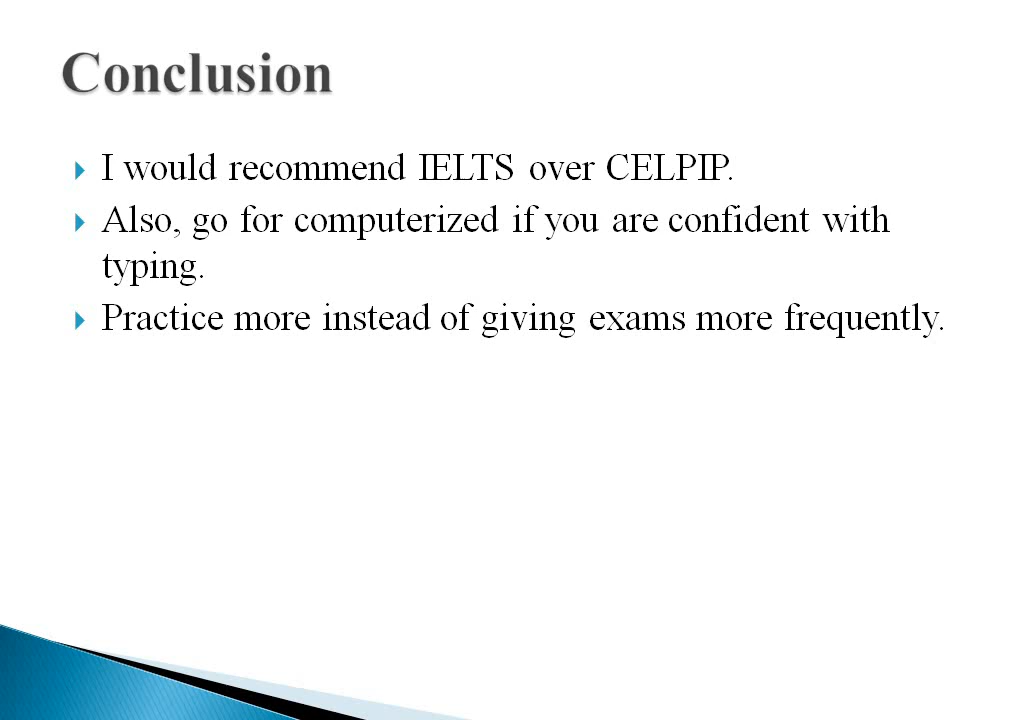 Conclusion
I would recommend IELTS over CELPIP.
Also, go for computerized if you are confident with
typing.
Practice more instead of giving exams more frequently.